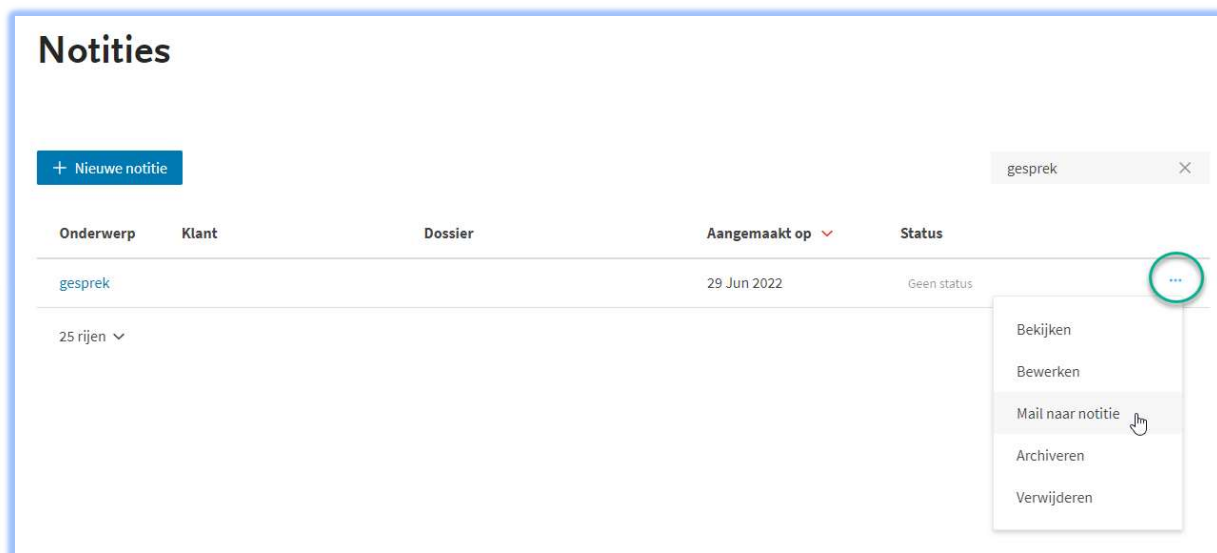 Notities
+ Nieuwe notitie
gesprek
Onderwerp Klant Dossier Aangemaakt op Status
gesprek 29 Jun 2022 Geen status ...
25 rijen
Bekijken
Bewerken
Mail naar notitie
Archiveren
Verwijderen